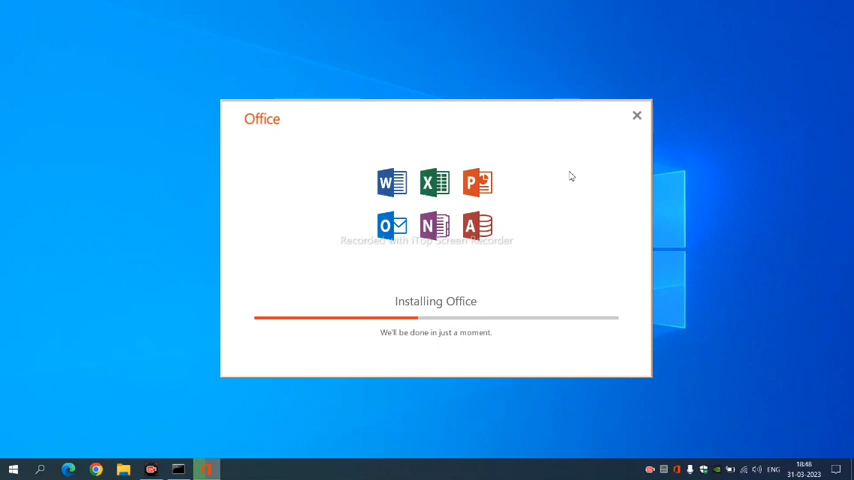 Office
W X P
O N A
Recorded with iTop Screen Recorder
Installing Office
We'll be done in just a moment.
ENG
18:48
31-03-2023